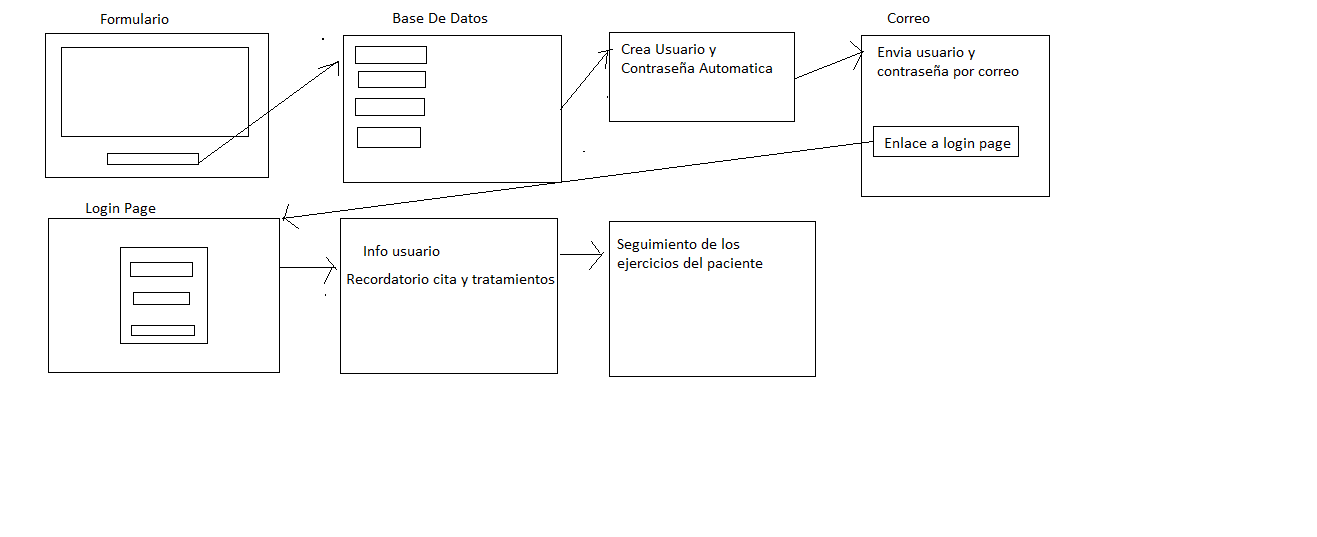 Formulario
Base De Datos
Correo
Crea Usuario y
Contraseña Automatica
Envia usuario y
contraseña por correo
Enlace a login page
Login Page
Info usuario
Recordatorio cita y tratamientos
Seguimiento de los
ejercicios del paciente